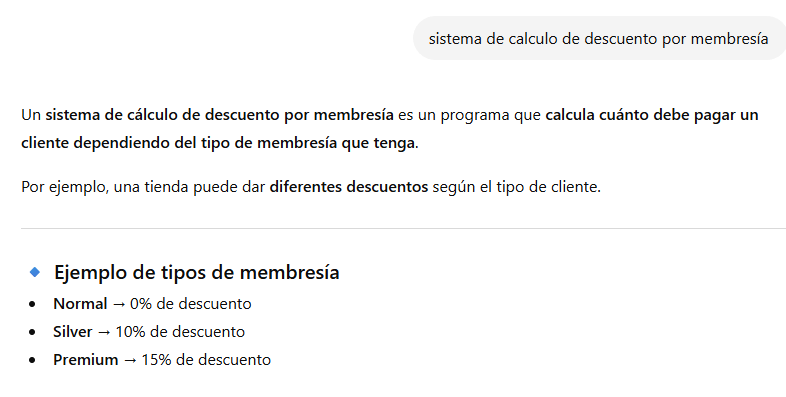 sistema de calculo de descuento por membresía
Un sistema de cálculo de descuento por membresía es un programa que calcula cuánto debe pagar un
cliente dependiendo del tipo de membresía que tenga.
Por ejemplo, una tienda puede dar diferentes descuentos según el tipo de cliente.
Ejemplo de tipos de membresía
Normal → 0% de descuento
Silver → 10% de descuento
Premium → 15% de descuento